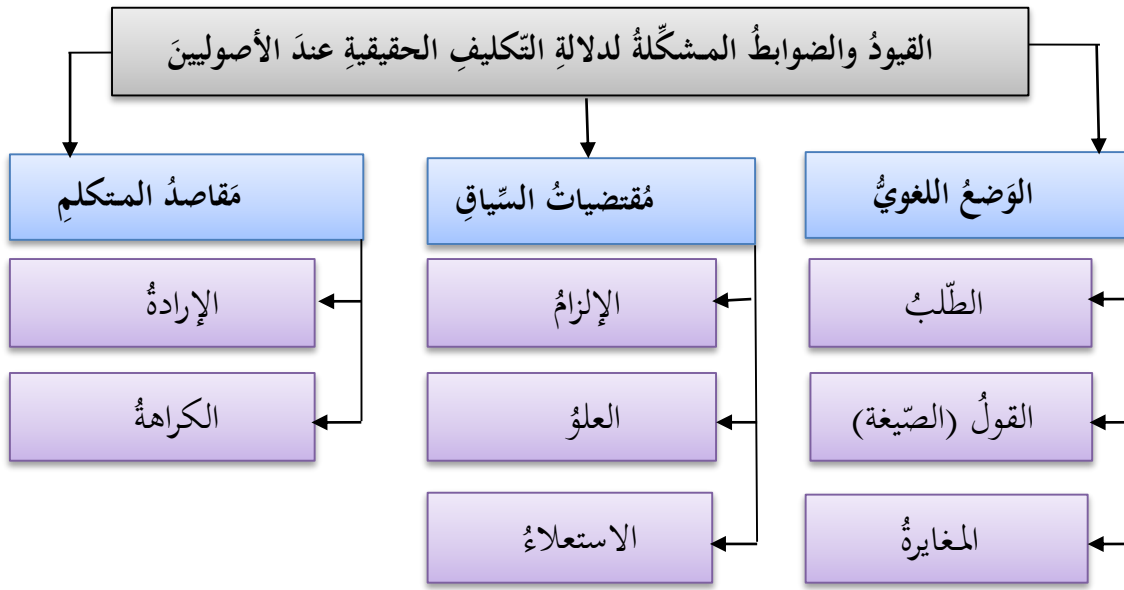 القيودُ والضوابطُ المشكِّلةُ لدلالةِ التّكليفِ الحقيقيةِ عندَ الأصوليينَ
الوَضعُ اللغويُّ
الطّلبُ
القولُ (الصّيغة)
المغايرةُ
مُقتضياتُ السِّياقِ
الإلزامُ
العلوُ
الاستعلاءُ
مَقاصدُ المتكلمِ
الإرادةُ
الكراهةُ